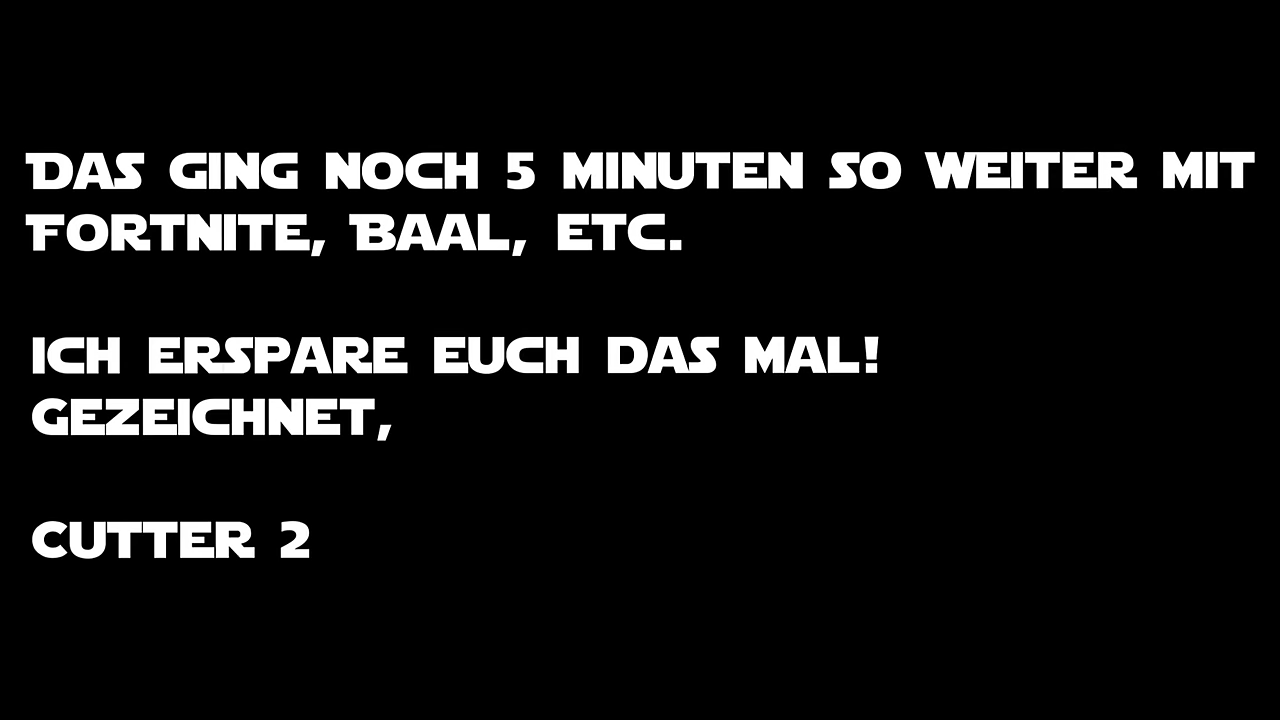 Das ging noch 5 Minuten so weiter mit
Fortnite, Baal, etc.
ich erspare euch das mal!
gezeichnet,
cutter 2